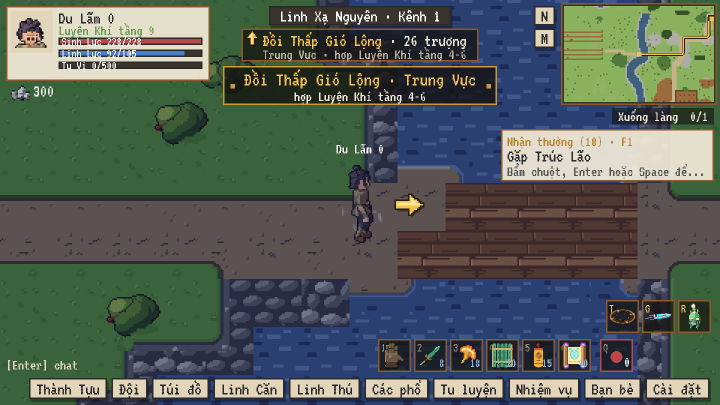 Du Lãm 0
Luyện Khí tầng 9
Sinh Lực 228/228
Linh Lực 92/105
Tu Vi 0/500
300
Linh Xạ Nguyên · Kênh 1
Đồi Thấp Gió Lộng · 26 trượng
Trung Vực · hợp Luyện Khí tầng 4-6
Đồi Thấp Gió Lộng · Trung Vực
hợp Luyện Khí tầng 4-6
N
M
Xuống làng 0/1
Nhân thường (18) · F1
Gặp Trúc Lão
Bấm chuột, Enter hoặc Space để...
Du Lãm 0
T
G
R
1
2
8
3
18
5
15
Q
0
[Enter] chat
Thành Tựu
Đội
Túi đồ
Linh Căn
Linh Thú
Các phố
Tu luyện
Nhiệm vụ
Bạn bè
Cài đặt